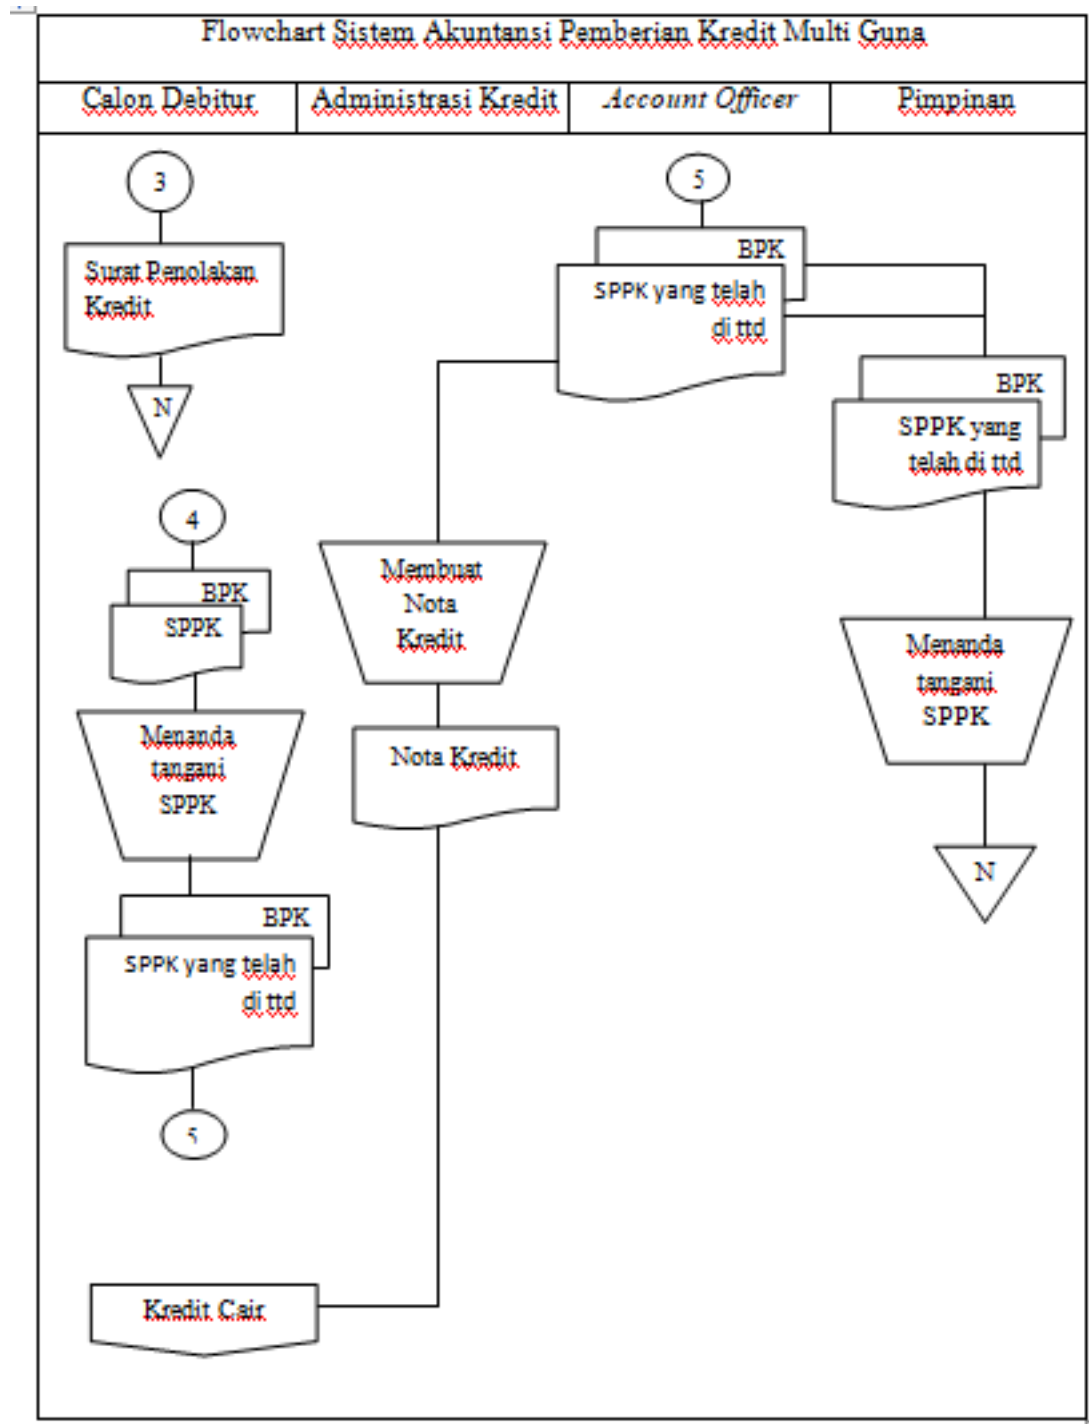 Flowchart Sistem Akuntansi Pemberian Kredit Multi Guna
Calon Debitur
Administrasi Kredit
Account Officer
Pimpinan
3
Surat Penolakan
Kredit
N
4
BPK
SPPK
Menanda
tangani
SPPK
BPK
SPPK yang telah
di ttd
5
Kredit Cair
Membuat
Nota
Kredit
Nota Kredit
5
BPK
SPPK yang telah
di ttd
BPK
SPPK yang
telah di ttd
Menanda
tangani
SPPK
N